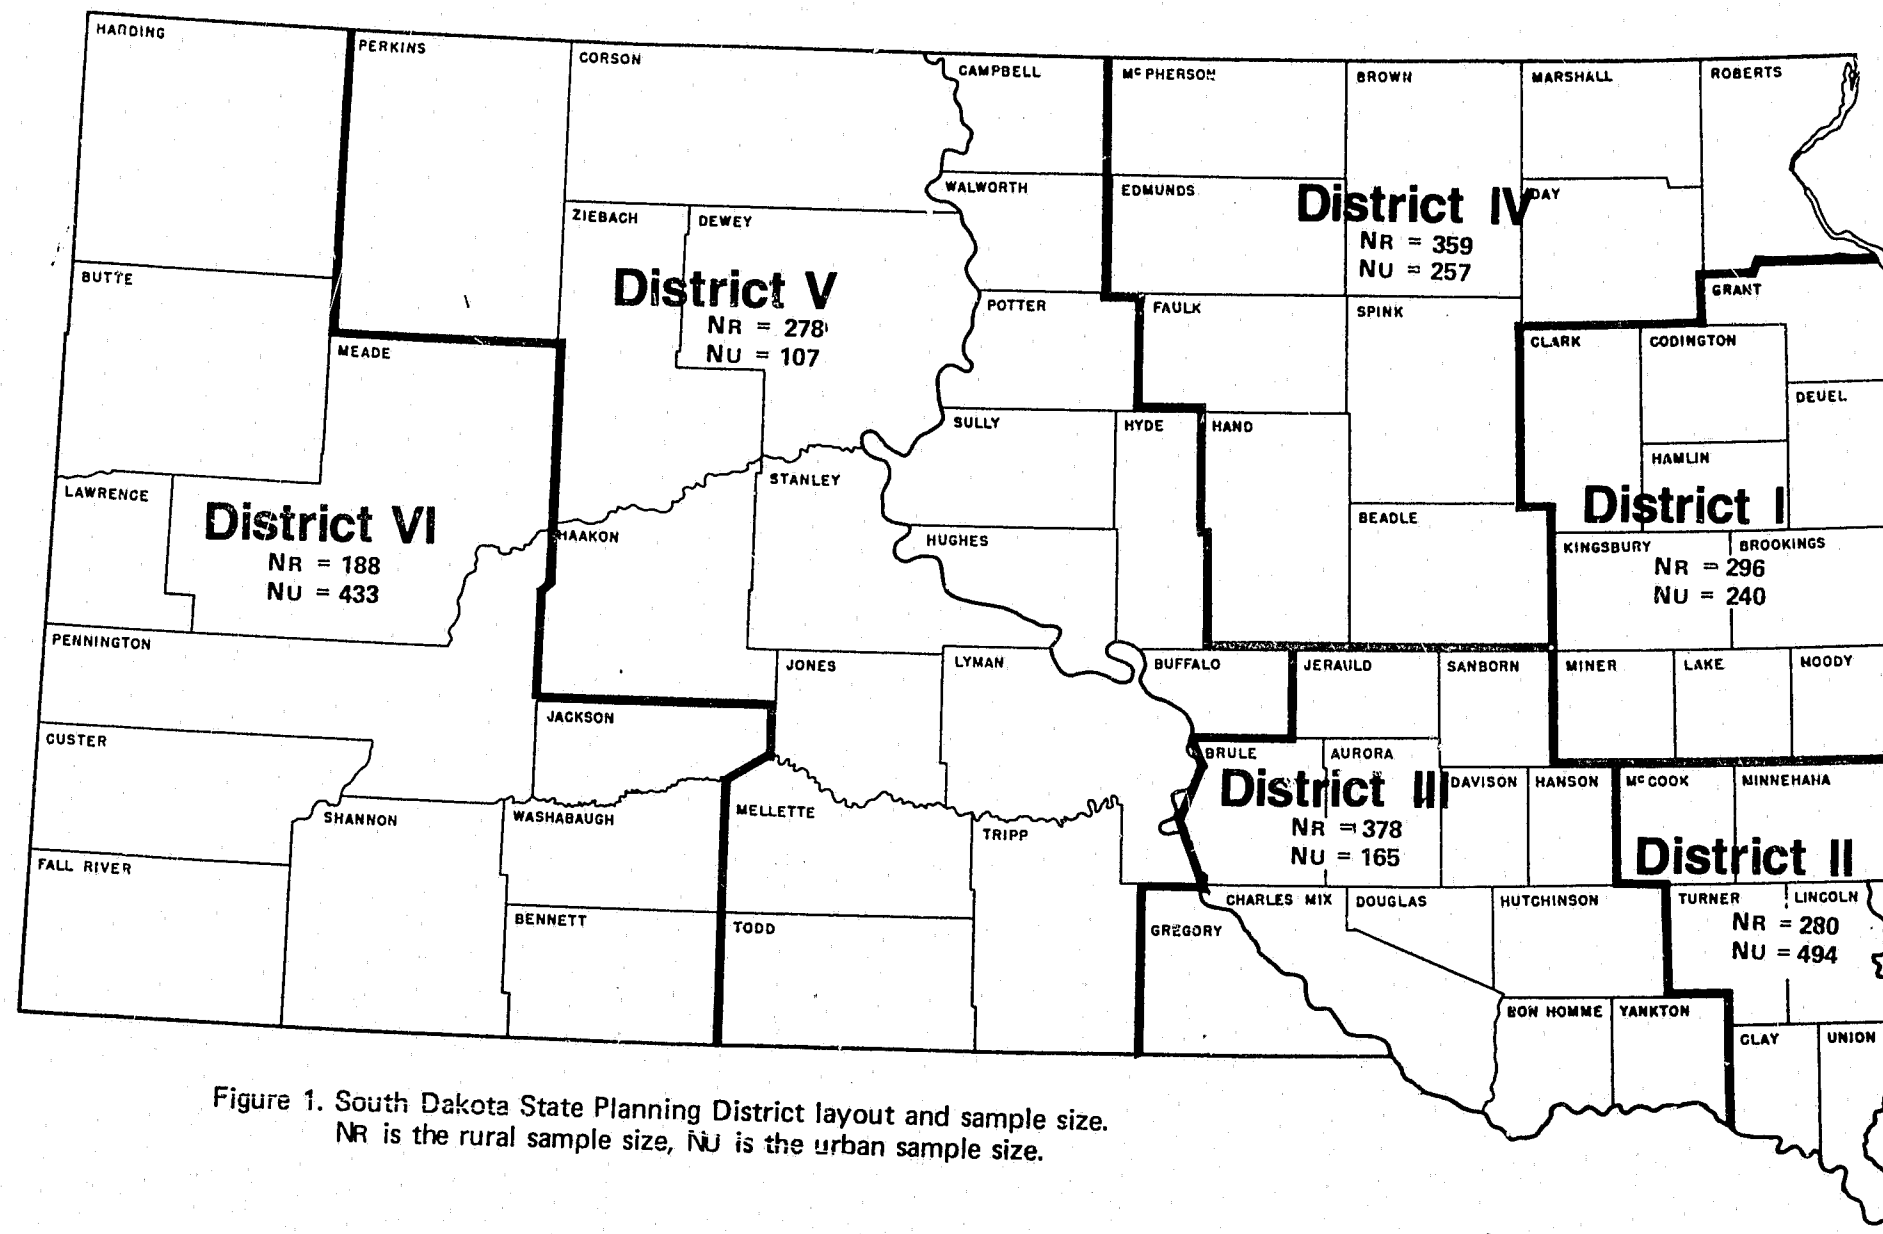 HARDING
PERKINS
CORSON
CAMPBELL
McPHERSON
BROWN
MARSHALL
ROBERTS
WALWORTH
EDMUNDS
DAY
ZIEBACH
DEWEY
District IV
NR = 359
NU = 257
BUTTE
District V
NR = 278
NU = 107
POTTER
FAULK
SPINK
GRANT
MEADE
CLARK
CODINGTON
DEUEL
SULLY
HYDE
HAND
HAMLIN
LAWRENCE
STANLEY
District VI
NR = 188
NU = 433
BEADLE
District I
HAAKON
HUGHES
KINGSBURY
BROOKINGS
NR = 296
NU = 240
PENNINGTON
JONES
LYMAN
BUFFALO
JERAULD
SANBORN
MINER
LAKE
MOODY
JACKSON
CUSTER
BRULE
AURORA
District III
NR = 378
NU = 165
DAVISON
HANSON
McCOOK
MINNEHAHA
SHANNON
WASHABAUGH
MELLETTE
TRIPP
District II
FALL RIVER
CHARLES MIX
DOUGLAS
HUTCHINSON
TURNER
LINCOLN
NR = 280
NU = 494
BENNETT
TODD
GREGORY
BON HOMME
YANKTON
CLAY
UNION
Figure 1. South Dakota State Planning District layout and sample size.
NR is the rural sample size, NU is the urban sample size.